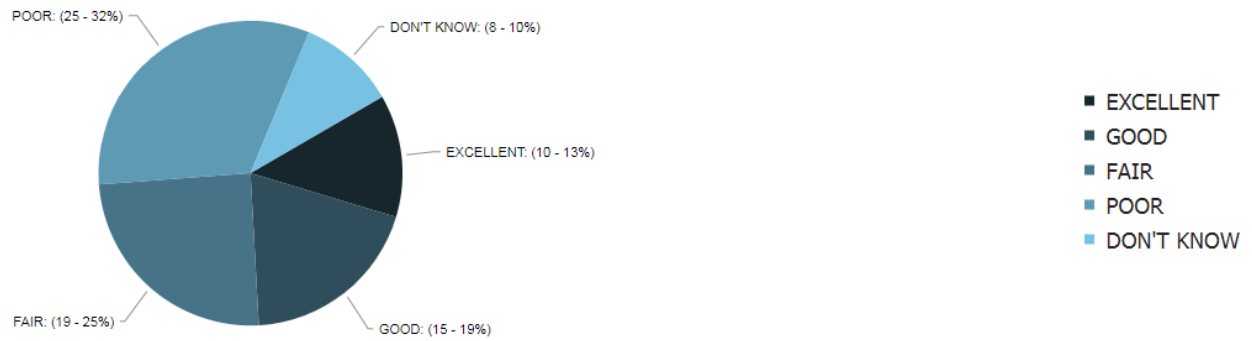 POOR: (25 - 32%)
DON'T KNOW: (8 - 10%)
EXCELLENT: (10 - 13%)
FAIR: (19 - 25%)
GOOD: (15 - 19%)
EXCELLENT
GOOD
FAIR
POOR
DON'T KNOW